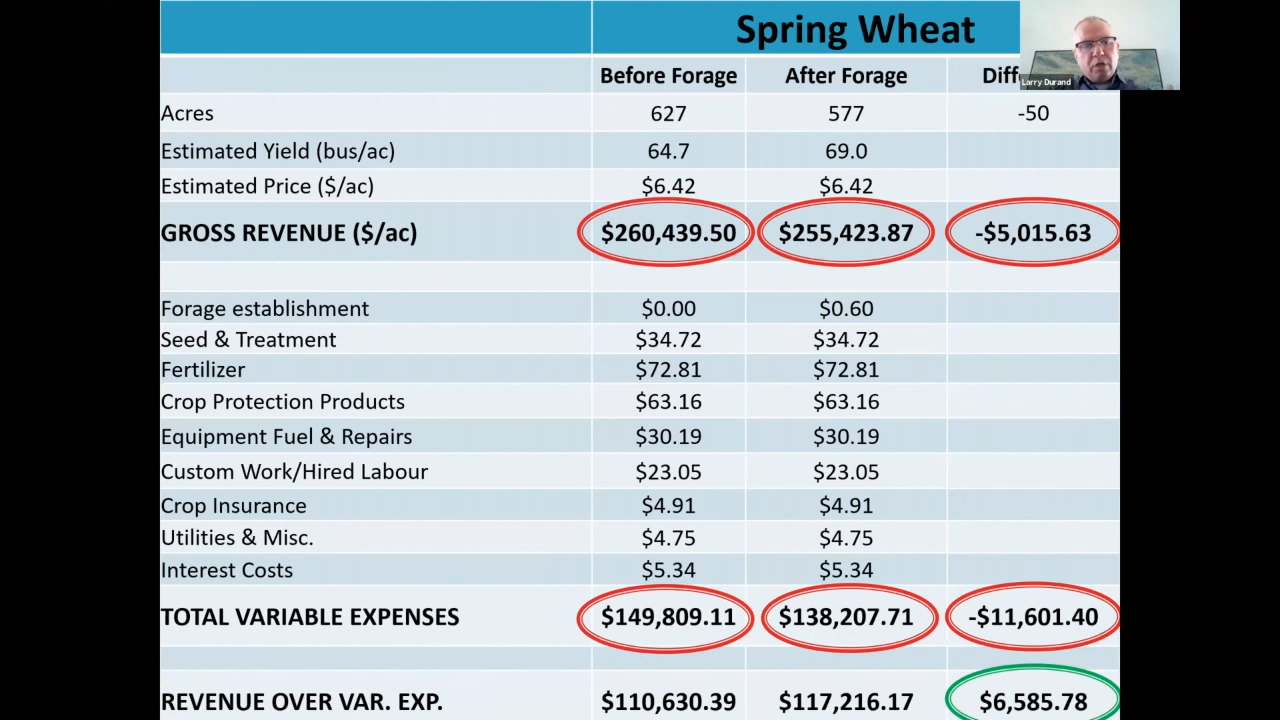 Spring Wheat
Before Forage After Forage Diff
Larry Durand
Acres 627 577 -50
Estimated Yield (bus/ac) 64.7 69.0
Estimated Price ($/ac) $6.42 $6.42
GROSS REVENUE ($/ac) $260,439.50 $255,423.87 -$5,015.63
Forage establishment $0.00 $0.60
Seed & Treatment $34.72 $34.72
Fertilizer $72.81 $72.81
Crop Protection Products $63.16 $63.16
Equipment Fuel & Repairs $30.19 $30.19
Custom Work/Hired Labour $23.05 $23.05
Crop Insurance $4.91 $4.91
Utilities & Misc. $4.75 $4.75
Interest Costs $5.34 $5.34
TOTAL VARIABLE EXPENSES $149,809.11 $138,207.71 -$11,601.40
REVENUE OVER VAR. EXP. $110,630.39 $117,216.17 $6,585.78